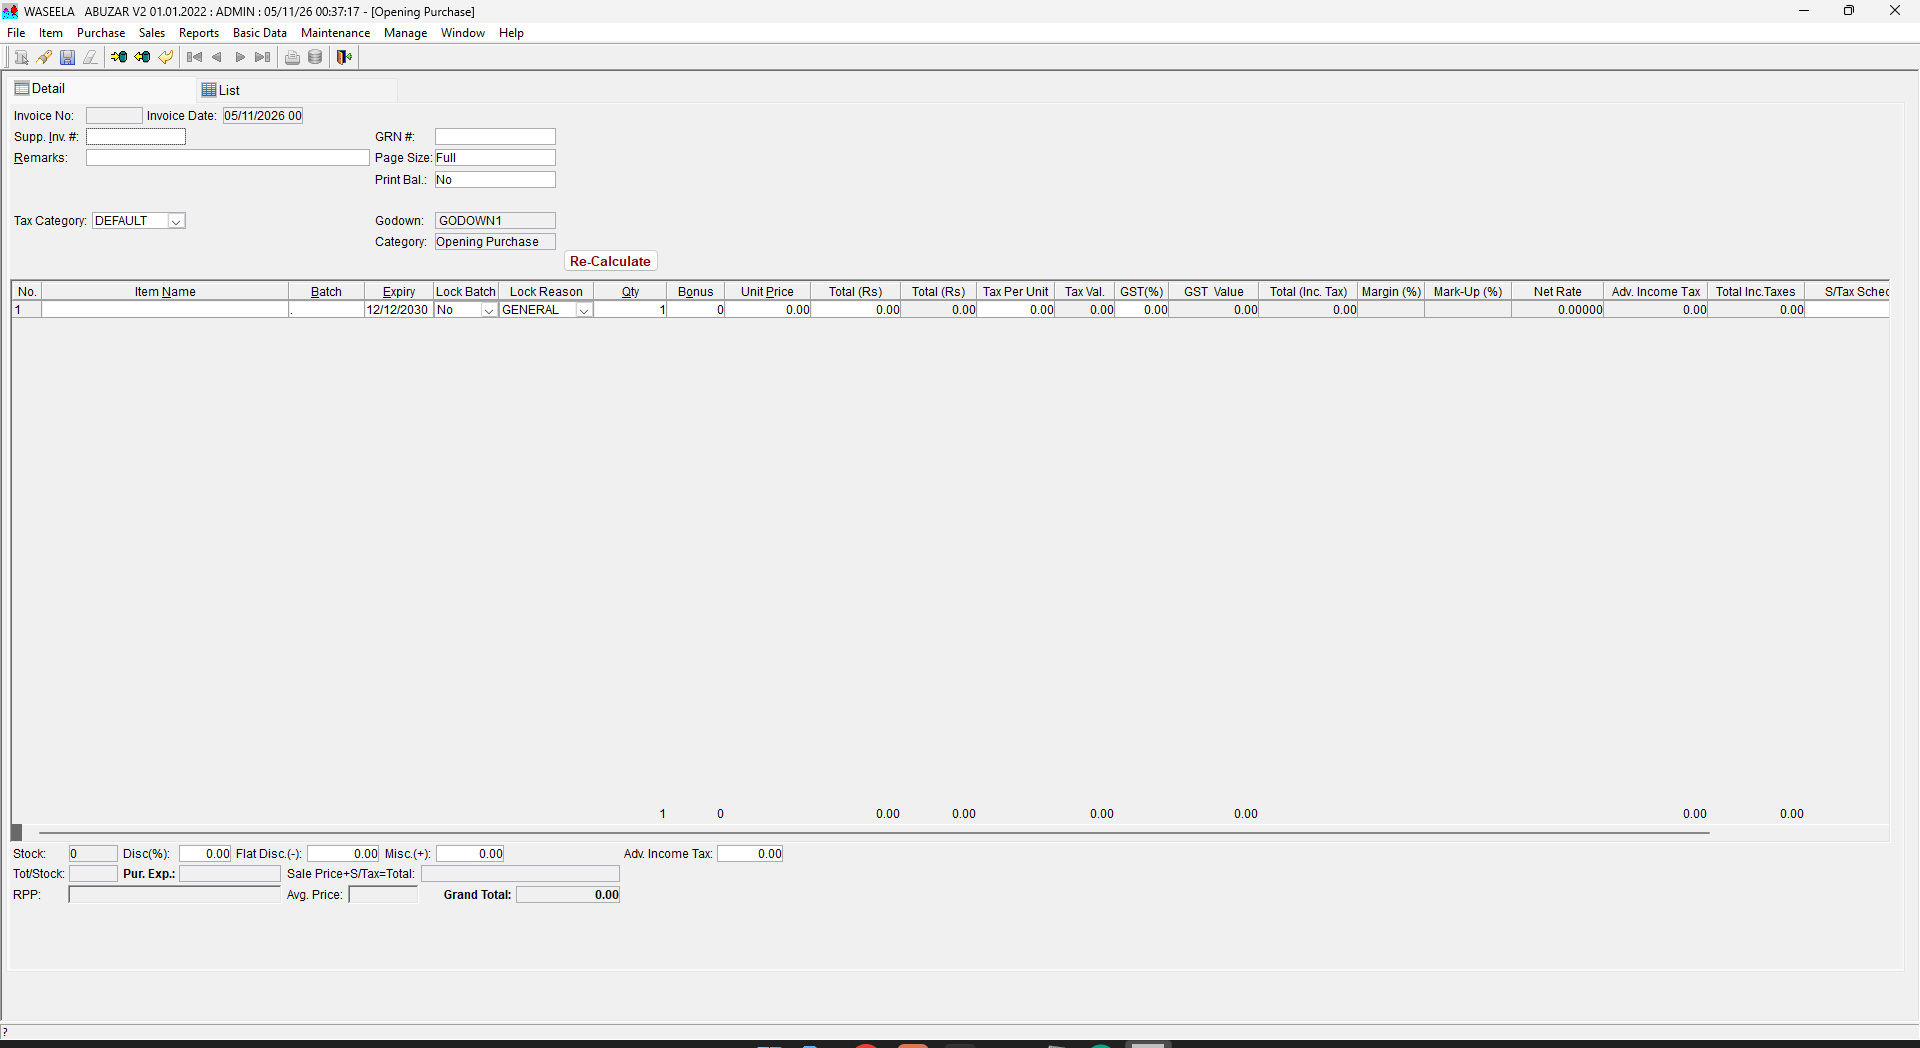 WASEELA ABUZAR V2 01.01.2022 : ADMIN : 05/11/26 00:37:17 - [Opening Purchase]
File Item Purchase Sales Reports Basic Data Maintenance Manage Window Help
Detail List
Invoice No: Invoice Date: 05/11/2026 00
Supp. Inv. #: GRN #:
Remarks: Page Size: Full
Print Bal.: No
Tax Category: DEFAULT Godown: GODOWN1
Category: Opening Purchase
Re-Calculate
No. Item Name Batch Expiry Lock Batch Lock Reason Qty Bonus Unit Price Total (Rs) Total (Rs) Tax Per Unit Tax Val. GST(%) GST Value Total (Inc. Tax) Margin (%) Mark-Up (%) Net Rate Adv. Income Tax Total Inc.Taxes S/Tax Sched
1 . 12/12/2030 No GENERAL 1 0 0.00 0.00 0.00 0.00 0.00 0.00 0.00 0.00 0.00000 0.00 0.00
1 0 0.00 0.00 0.00 0.00 0.00 0.00
Stock: 0 Disc(%): 0.00 Flat Disc.(-): 0.00 Misc.(+): 0.00 Adv. Income Tax: 0.00
Tot/Stock: Pur. Exp.: Sale Price+S/Tax=Total:
RPP: Avg. Price: Grand Total: 0.00
?